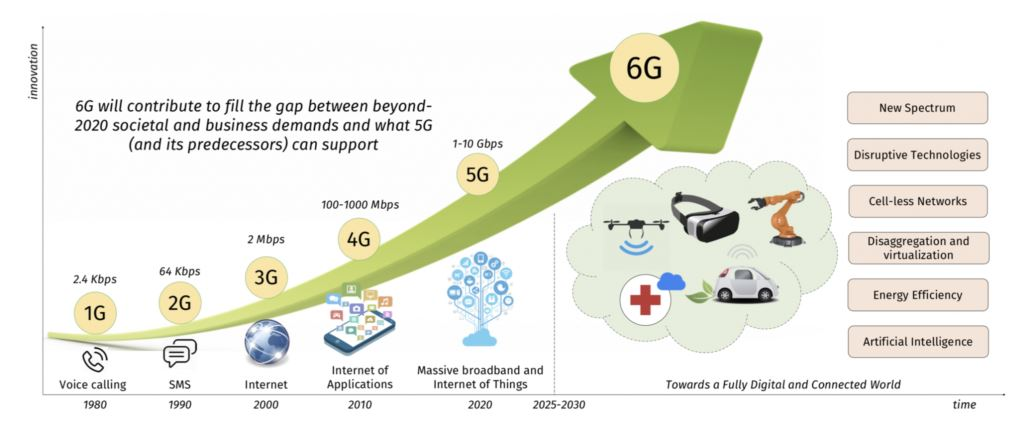 innovation
6G will contribute to fill the gap between beyond-
2020 societal and business demands and what 5G
(and its predecessors) can support
2.4 Kbps
1G
Voice calling
1980
64 Kbps
2G
SMS
1990
2 Mbps
3G
Internet
2000
100-1000 Mbps
4G
Internet of
Applications
2010
1-10 Gbps
5G
Massive broadband and
Internet of Things
2020
2025-2030
6G
Towards a Fully Digital and Connected World
time
New Spectrum
Disruptive Technologies
Cell-less Networks
Disaggregation and
virtualization
Energy Efficiency
Artificial Intelligence